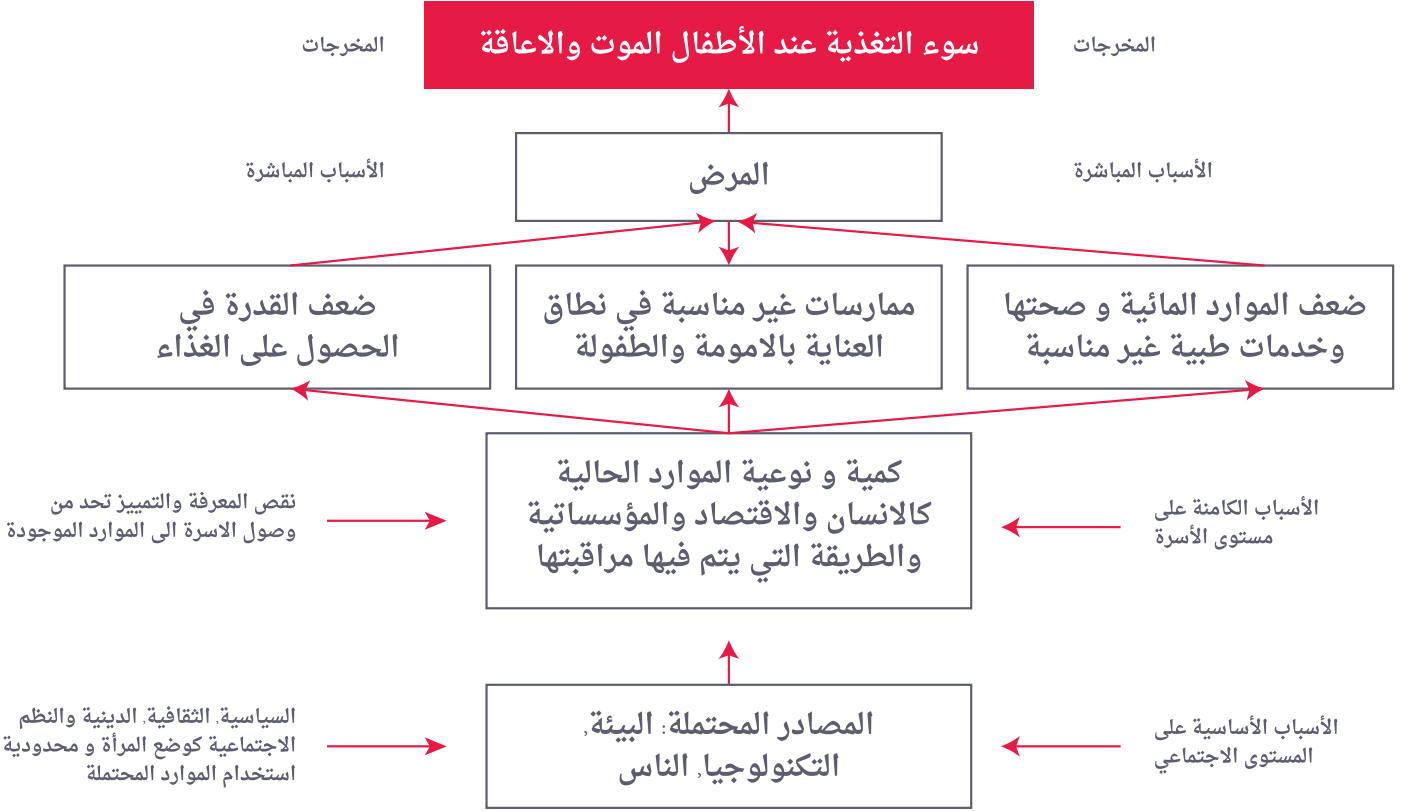 المخرجات
سوء التغذية عند الأطفال الموت والاعاقة
المخرجات
الأسباب المباشرة
المرض
الأسباب المباشرة
ضعف الموارد المائية و صحتها
وخدمات طبية غير مناسبة
ممارسات غير مناسبة في نطاق
العناية بالامومة والطفولة
ضعف القدرة في
الحصول على الغذاء
الأسباب الكامنة على
مستوى الأسرة
كمية و نوعية الموارد الحالية
كالانسان والاقتصاد والمؤسساتية
والطريقة التي يتم فيها مراقبتها
نقص المعرفة والتمييز تحد من
وصول الاسرة الى الموارد الموجودة
الأسباب الأساسية على
المستوى الاجتماعي
المصادر المحتملة: البيئة,
التكنولوجيا, الناس
السياسية, الثقافية, الدينية والنظم
الاجتماعية كوضع المرأة و محدودية
استخدام الموارد المحتملة